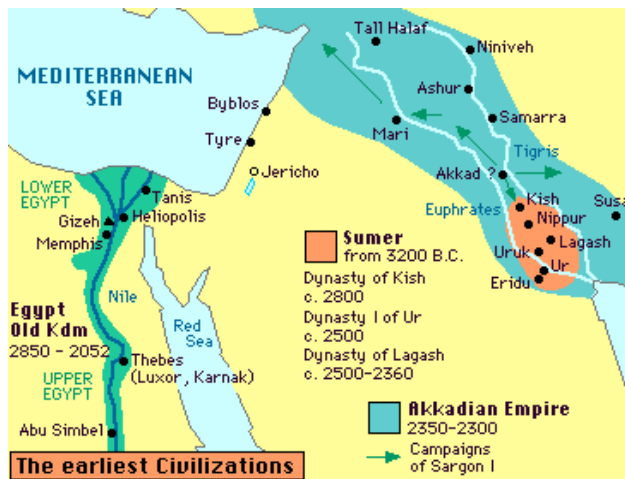 Tall Halaf
Niniveh
MEDITERRANEAN
SEA
Ashur
Byblos
Samarra
Mari
Tyre
Tigris
Jericho
Akkad ?
LOWER
EGYPT
Tanis
Kish
Susa
Gizeh
Heliopolis
Euphrates
Nippur
Memphis
Sumer
from 3200 B.C.
Lagash
Uruk
Ur
Eridu
Dynasty of Kish
c. 2800
Dynasty I of Ur
c. 2500
Dynasty of Lagash
c. 2500-2360
Nile
Egypt
Old Kdm
2850 - 2052
Red
Sea
Thebes
(Luxor, Karnak)
UPPER
EGYPT
Abu Simbel
Akkadian Empire
2350-2300
Campaigns
of Sargon I
The earliest Civilizations